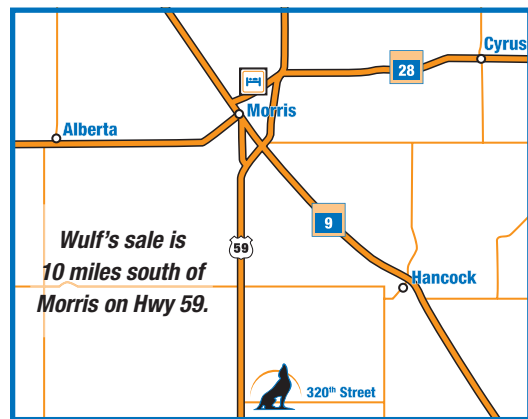 Cyrus
28
Morris
Alberta
9
59
Wulf's sale is
10 miles south of
Morris on Hwy 59.
Hancock
320th Street